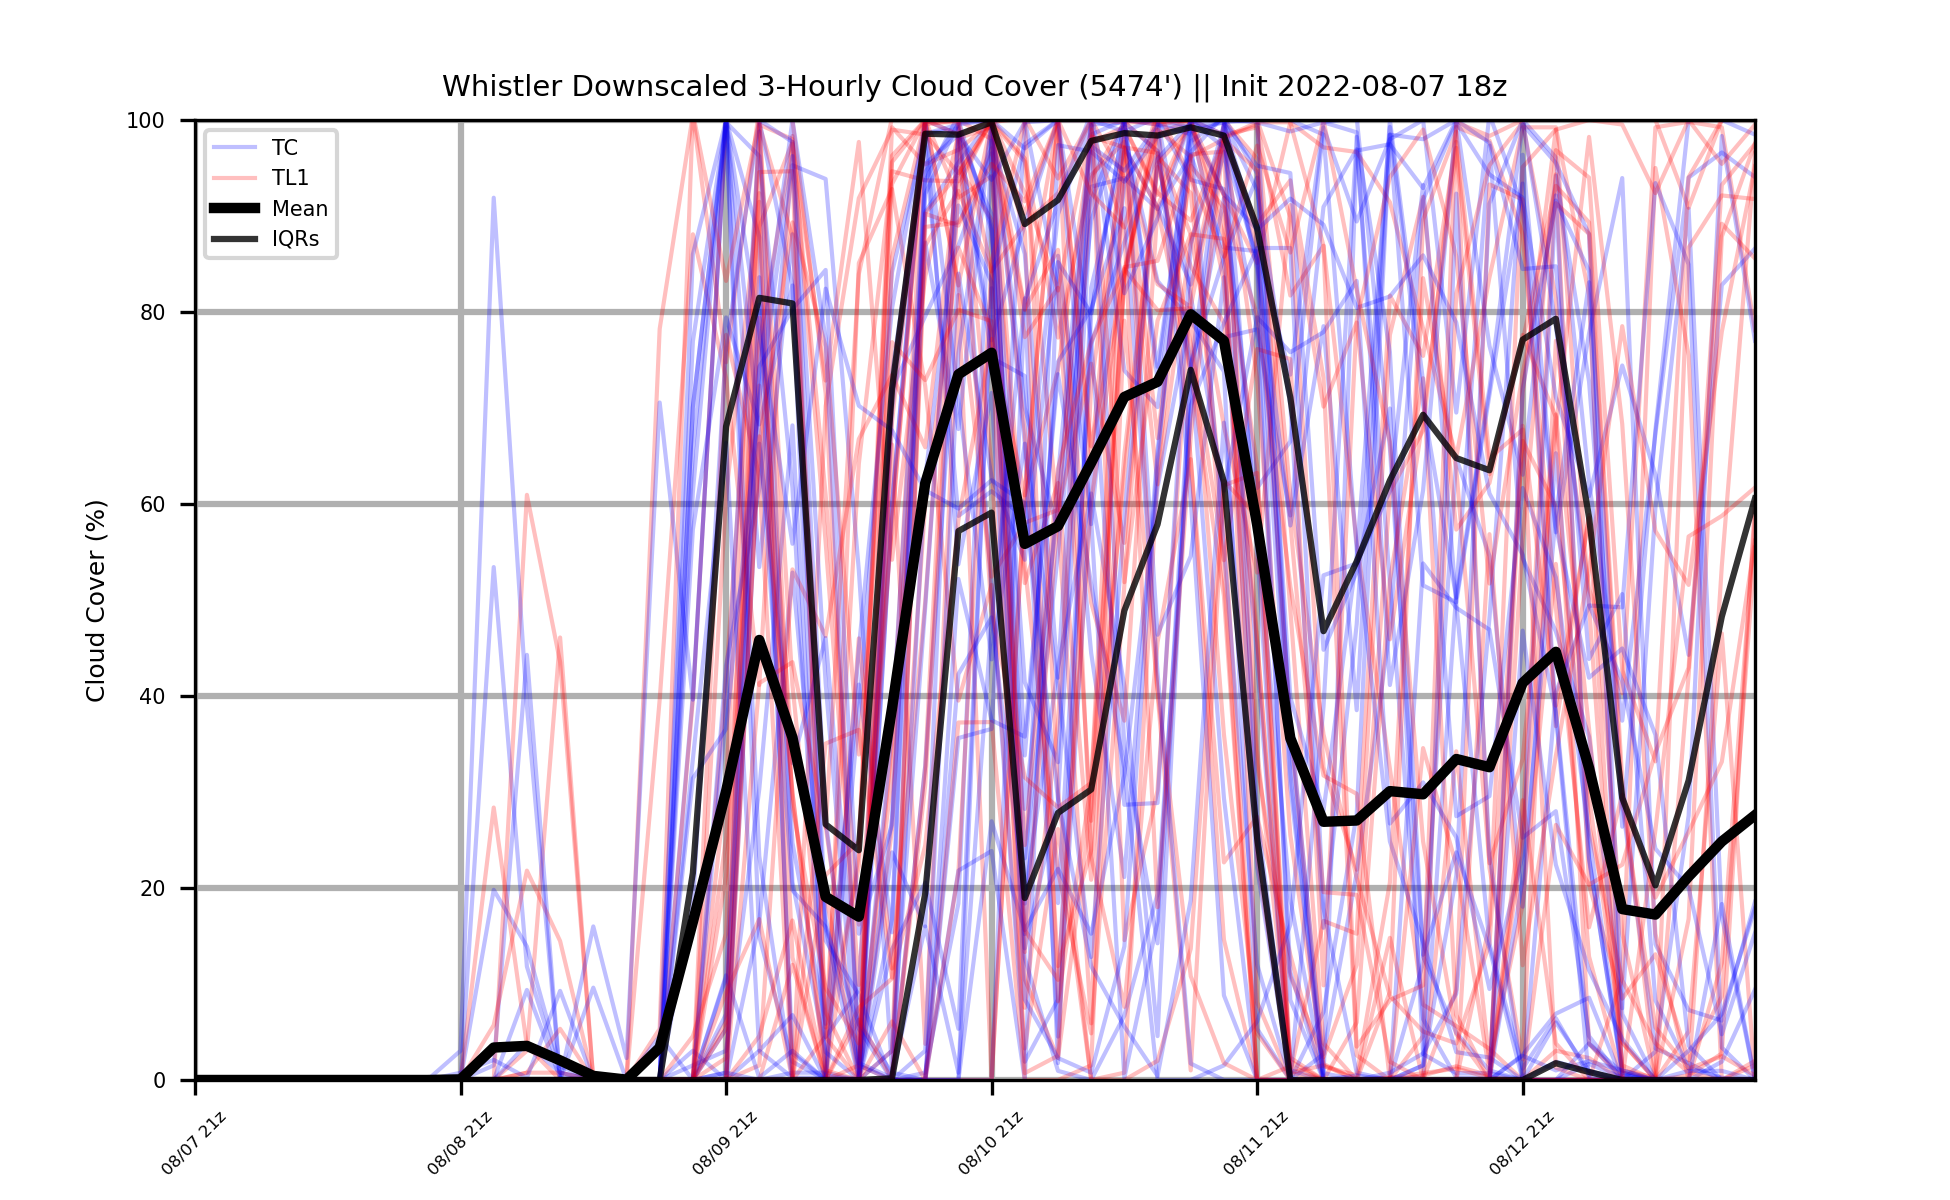 Whistler Downscaled 3-Hourly Cloud Cover (5474') || Init 2022-08-07 18z
100
80
60
40
20
0
Cloud Cover (%)
TC
TL1
Mean
IQRs
08/07 21z
08/08 21z
08/09 21z
08/10 21z
08/11 21z
08/12 21z